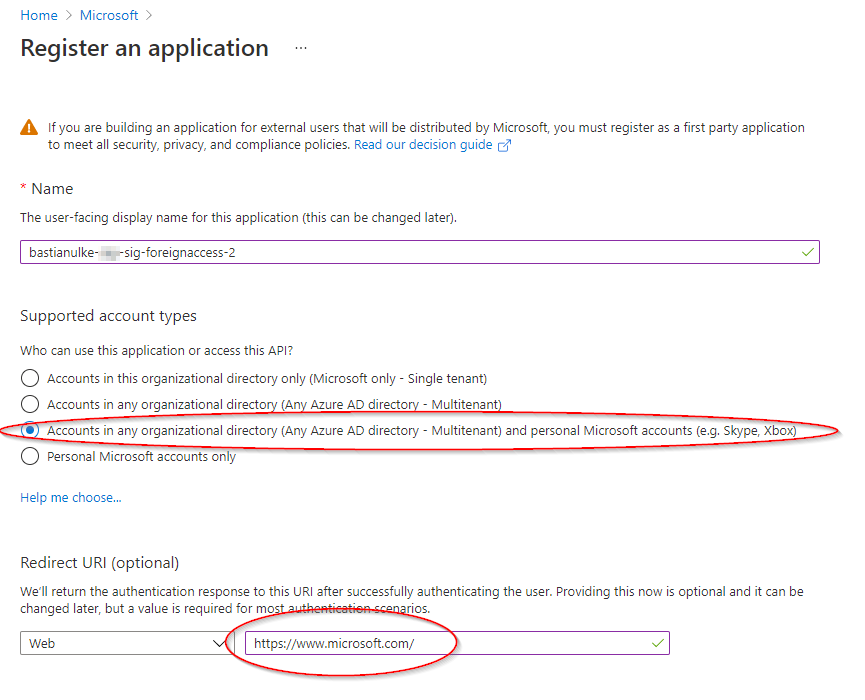 Home > Microsoft >
Register an application ...
If you are building an application for external users that will be distributed by Microsoft, you must register as a first party application
to meet all security, privacy, and compliance policies. Read our decision guide
* Name
The user-facing display name for this application (this can be changed later).
bastianulke- -sig-foreignaccess-2
Supported account types
Who can use this application or access this API?
Accounts in this organizational directory only (Microsoft only - Single tenant)
Accounts in any organizational directory (Any Azure AD directory - Multitenant)
Accounts in any organizational directory (Any Azure AD directory - Multitenant) and personal Microsoft accounts (e.g. Skype, Xbox)
Personal Microsoft accounts only
Help me choose...
Redirect URI (optional)
We'll return the authentication response to this URI after successfully authenticating the user. Providing this now is optional and it can be
changed later, but a value is required for most authentication scenarios.
Web
https://www.microsoft.com/